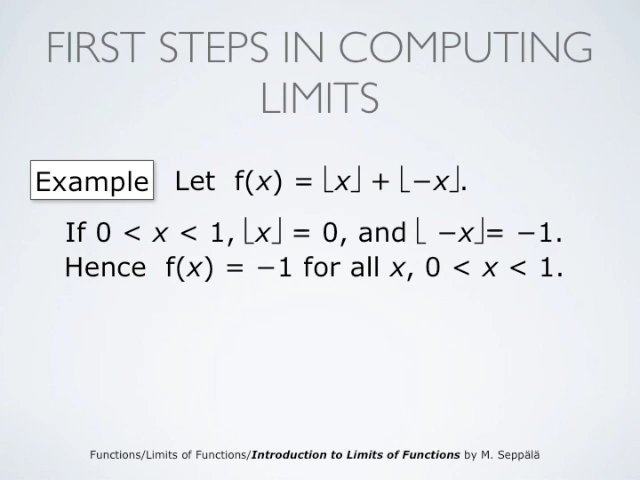 FIRST STEPS IN COMPUTING
LIMITS
Example Let f(x) = ⌊x⌋ + ⌊−x⌋.
If 0 < x < 1, ⌊x⌋ = 0, and ⌊ −x⌋= −1.
Hence f(x) = −1 for all x, 0 < x < 1.
Functions/Limits of Functions/Introduction to Limits of Functions by M. Seppälä